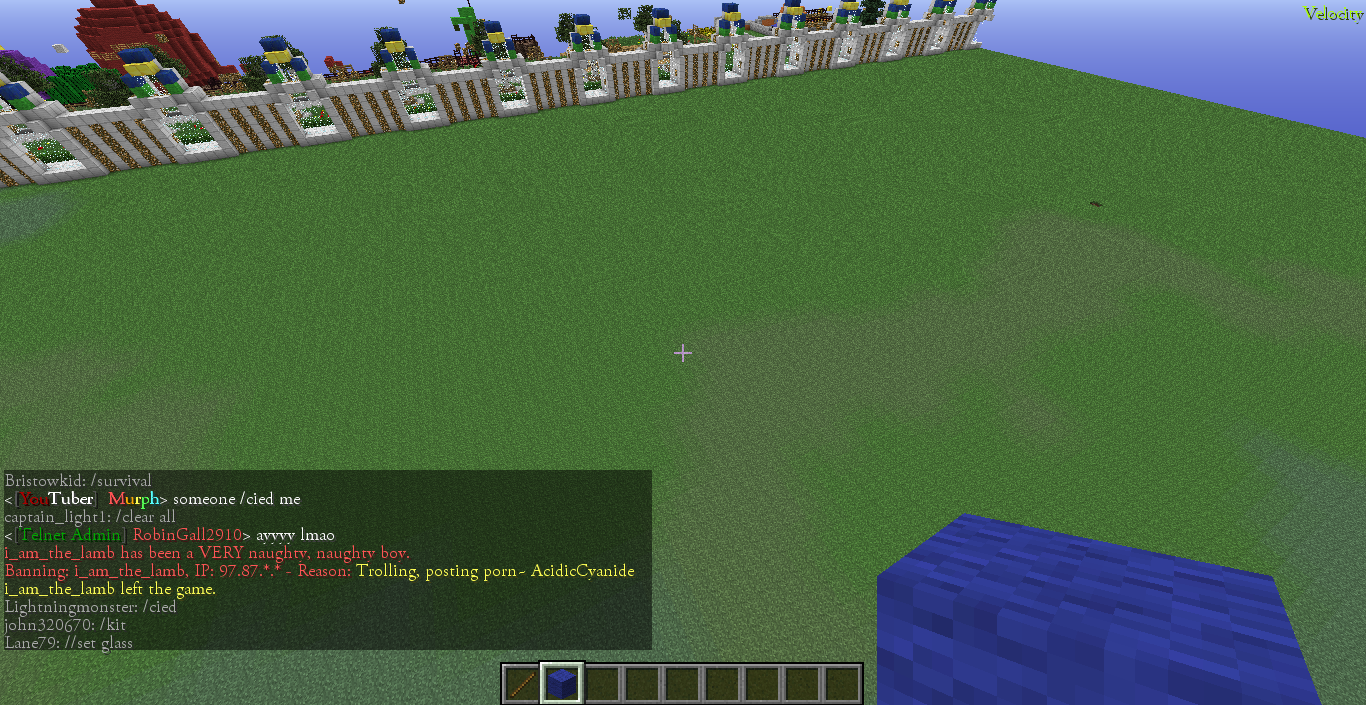 Velocity
Bristowkid: /survival
<[YouTuber] Murph> someone /cied me
captain_light1: /clear all
<[Telnet Admin] RobinGall2910> ayyyy lmao
i_am_the_lamb has been a VERY naughty, naughty boy.
Banning: i_am_the_lamb, IP: 97.87.*.* - Reason: Trolling, posting porn~ AcidicCyanide
i_am_the_lamb left the game.
Lightningmonster: /cied
john320670: /kit
Lane79: //set glass